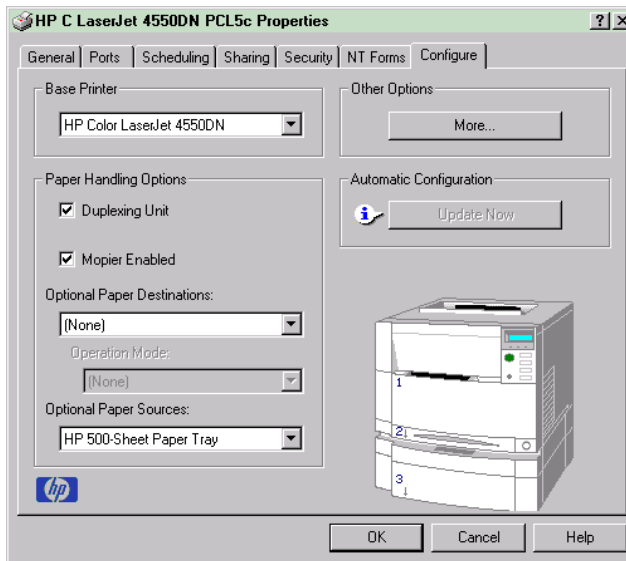 HP C LaserJet 4550DN PCL5c Properties
General Ports Scheduling Sharing Security NT Forms Configure
Base Printer
HP Color LaserJet 4550DN
Other Options
More...
Paper Handling Options
Duplexing Unit
Mopier Enabled
Optional Paper Destinations:
(None)
Operation Mode:
(None)
Optional Paper Sources:
HP 500-Sheet Paper Tray
Automatic Configuration
Update Now
1
2
3
hp
OK Cancel Help